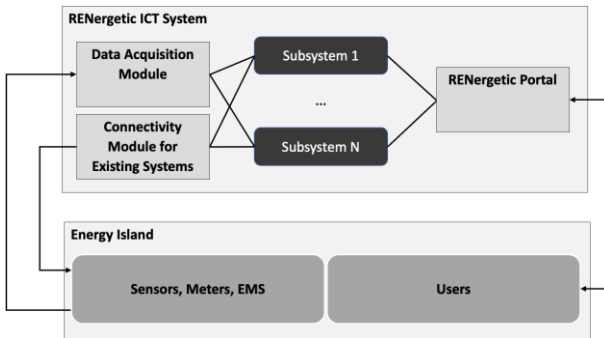 RENergetic ICT System
Data Acquisition
Module
Subsystem 1
RENergetic Portal
...
Connectivity
Module for
Existing Systems
Subsystem N
Energy Island
Sensors, Meters, EMS
Users